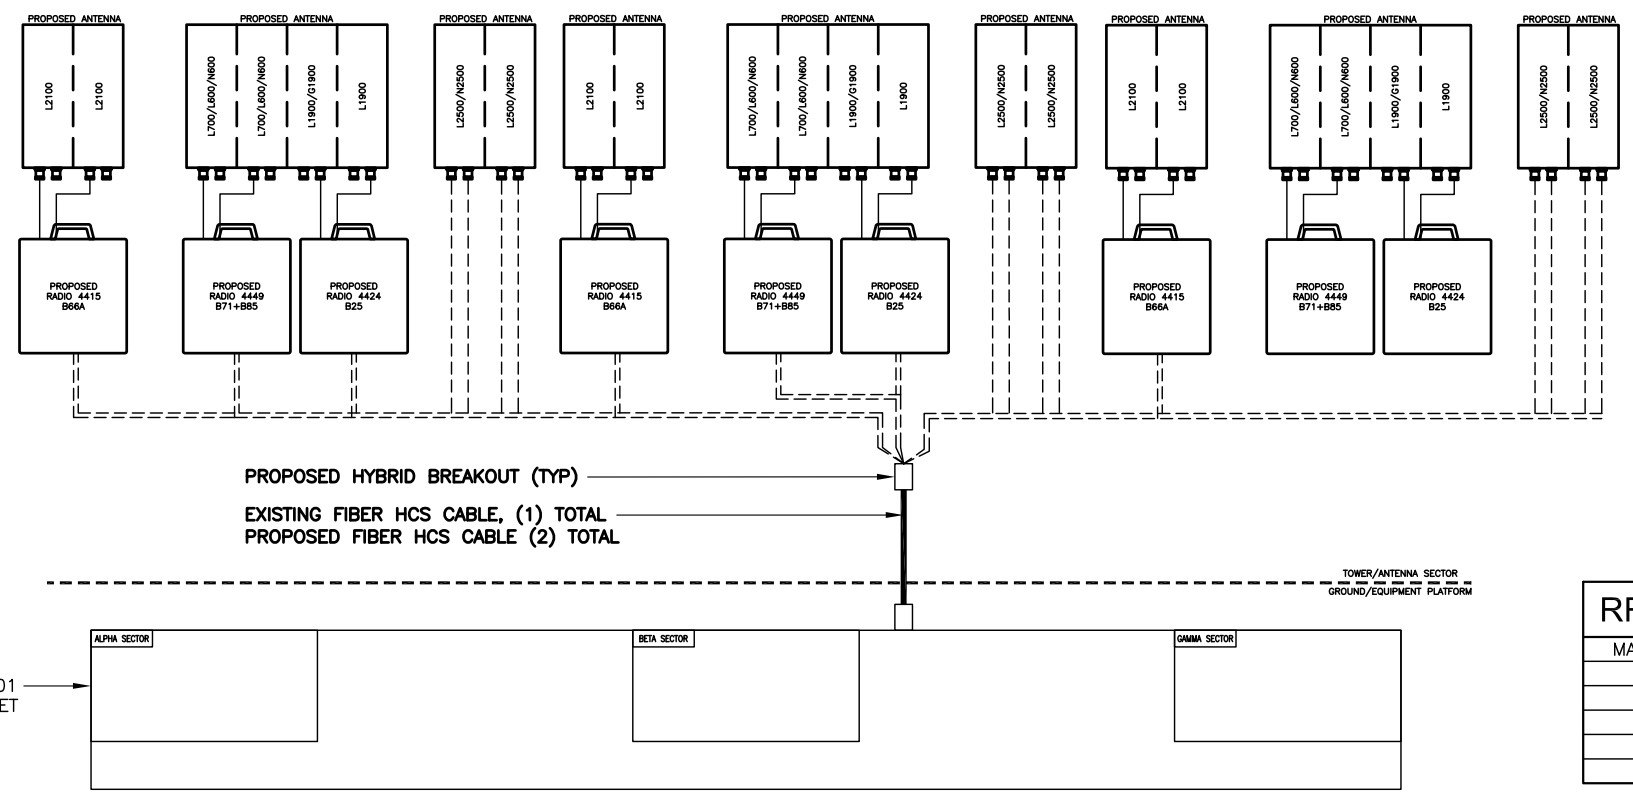 PROPOSED ANTENNA
PROPOSED ANTENNA
PROPOSED ANTENNA
PROPOSED ANTENNA
PROPOSED ANTENNA
PROPOSED ANTENNA
PROPOSED ANTENNA
PROPOSED ANTENNA
PROPOSED ANTENNA
L2100
L2100
L700/L600/N600
L700/L600/N600
L1900/G1900
L1900
L2500/N2500
L2500/N2500
L2100
L2100
L700/L600/N600
L700/L600/N600
L1900/G1900
L1900
L2500/N2500
L2500/N2500
L2100
L2100
L700/L600/N600
L700/L600/N600
L1900/G1900
L1900
L2500/N2500
L2500/N2500
PROPOSED
RADIO 4415
B66A
PROPOSED
RADIO 4449
B71+B85
PROPOSED
RADIO 4424
B25
PROPOSED
RADIO 4415
B66A
PROPOSED
RADIO 4449
B71+B85
PROPOSED
RADIO 4424
B25
PROPOSED
RADIO 4415
B66A
PROPOSED
RADIO 4449
B71+B85
PROPOSED
RADIO 4424
B25
PROPOSED HYBRID BREAKOUT (TYP)
EXISTING FIBER HCS CABLE, (1) TOTAL
PROPOSED FIBER HCS CABLE (2) TOTAL
TOWER/ANTENNA SECTOR
GROUND/EQUIPMENT PLATFORM
ALPHA SECTOR
BETA SECTOR
GAMMA SECTOR
01
ET
MA